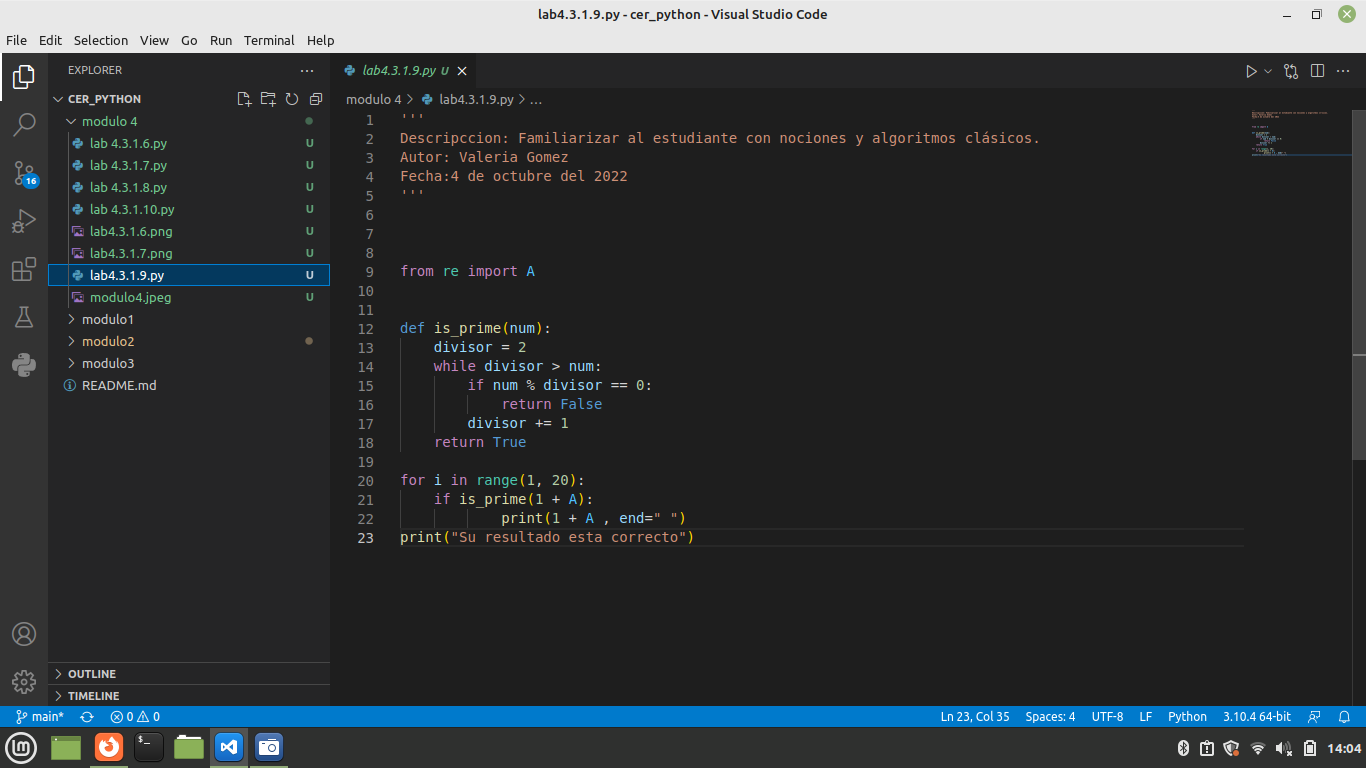 lab4.3.1.9.py - cer_python - Visual Studio Code
File Edit Selection View Go Run Terminal Help
EXPLORER
CER_PYTHON
modulo 4
lab 4.3.1.6.py U
lab 4.3.1.7.py U
lab 4.3.1.8.py U
lab 4.3.1.10.py U
lab4.3.1.6.png U
lab4.3.1.7.png U
lab4.3.1.9.py U
modulo4.jpeg U
modulo1
modulo2
modulo3
README.md
16
OUTLINE
TIMELINE
lab4.3.1.9.py U
modulo 4 > lab4.3.1.9.py > ...
1 '''
2 Descripccion: Familiarizar al estudiante con nociones y algoritmos clásicos.
3 Autor: Valeria Gomez
4 Fecha:4 de octubre del 2022
5 '''
6
7
8
9 from re import A
10
11
12 def is_prime(num):
13     divisor = 2
14     while divisor > num:
15         if num % divisor == 0:
16             return False
17         divisor += 1
18     return True
19
20 for i in range(1, 20):
21     if is_prime(1 + A):
22             print(1 + A , end=" ")
23 print("Su resultado esta correcto")
main* 0 0 Ln 23, Col 35 Spaces: 4 UTF-8 LF Python 3.10.4 64-bit
14:04